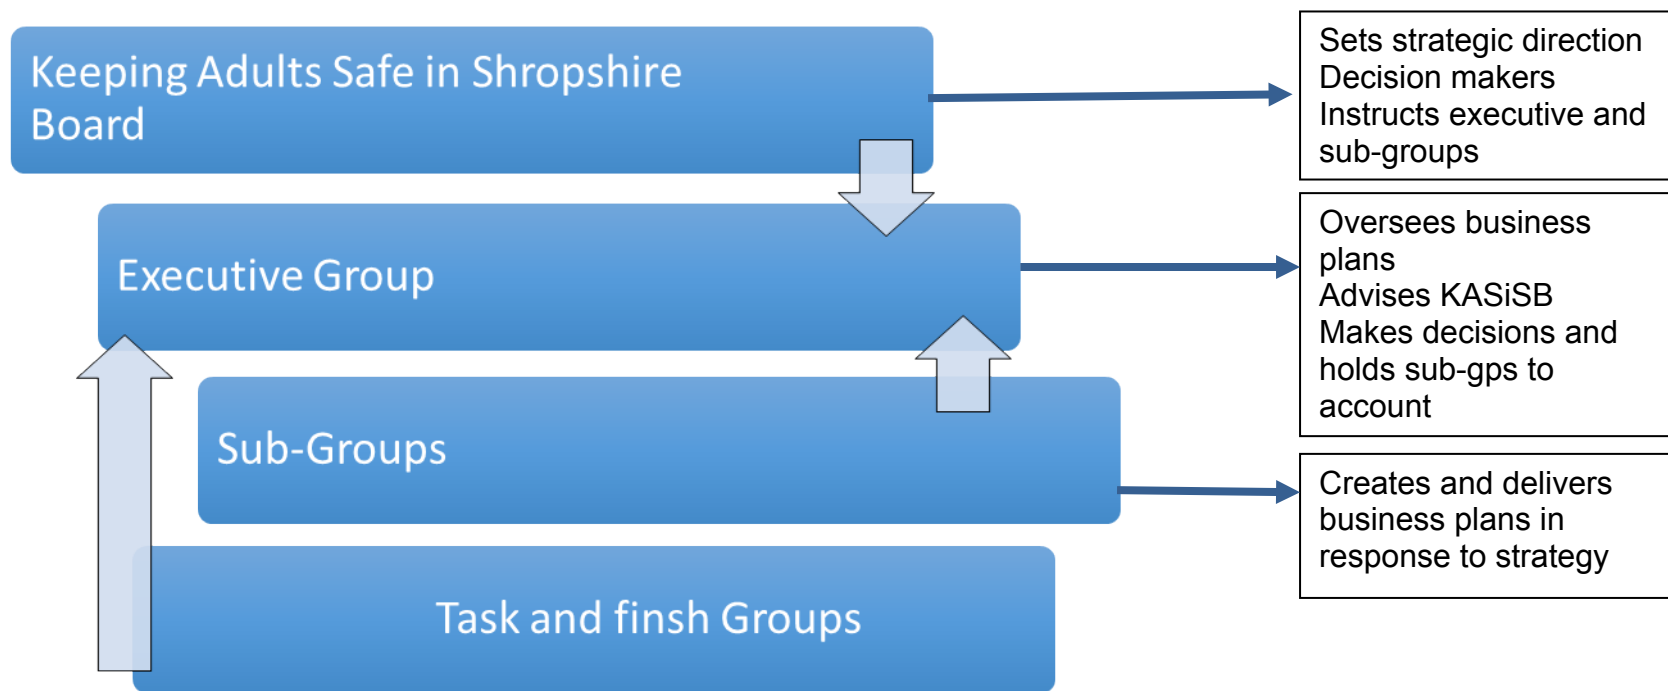 Keeping Adults Safe in Shropshire
Board
Sets strategic direction
Decision makers
Instructs executive and
sub-groups
Executive Group
Oversees business
plans
Advises KASiSB
Makes decisions and
holds sub-gps to
account
Sub-Groups
Creates and delivers
business plans in
response to strategy
Task and finsh Groups